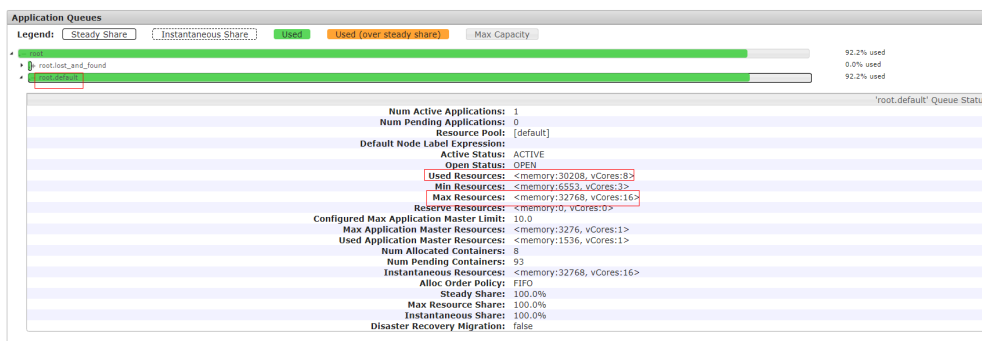 Application Queues
Legend: Steady Share Instantaneous Share Used Used (over steady share) Max Capacity
root 92.2% used
root.lost_and_found 0.0% used
root.default 92.2% used
'root.default' Queue Statu
Num Active Applications: 1
Num Pending Applications: 0
Resource Pool: [default]
Default Node Label Expression:
Active Status: ACTIVE
Open Status: OPEN
Used Resources: <memory:30208, vCores:8>
Min Resources: <memory:6553, vCores:3>
Max Resources: <memory:32768, vCores:16>
Reserve Resources: <memory:0, vCores:0>
Configured Max Application Master Limit: 10.0
Max Application Master Resources: <memory:3276, vCores:1>
Used Application Master Resources: <memory:1536, vCores:1>
Num Allocated Containers: 8
Num Pending Containers: 93
Instantaneous Resources: <memory:32768, vCores:16>
Alloc Order Policy: FIFO
Steady Share: 100.0%
Max Resource Share: 100.0%
Instantaneous Share: 100.0%
Disaster Recovery Migration: false